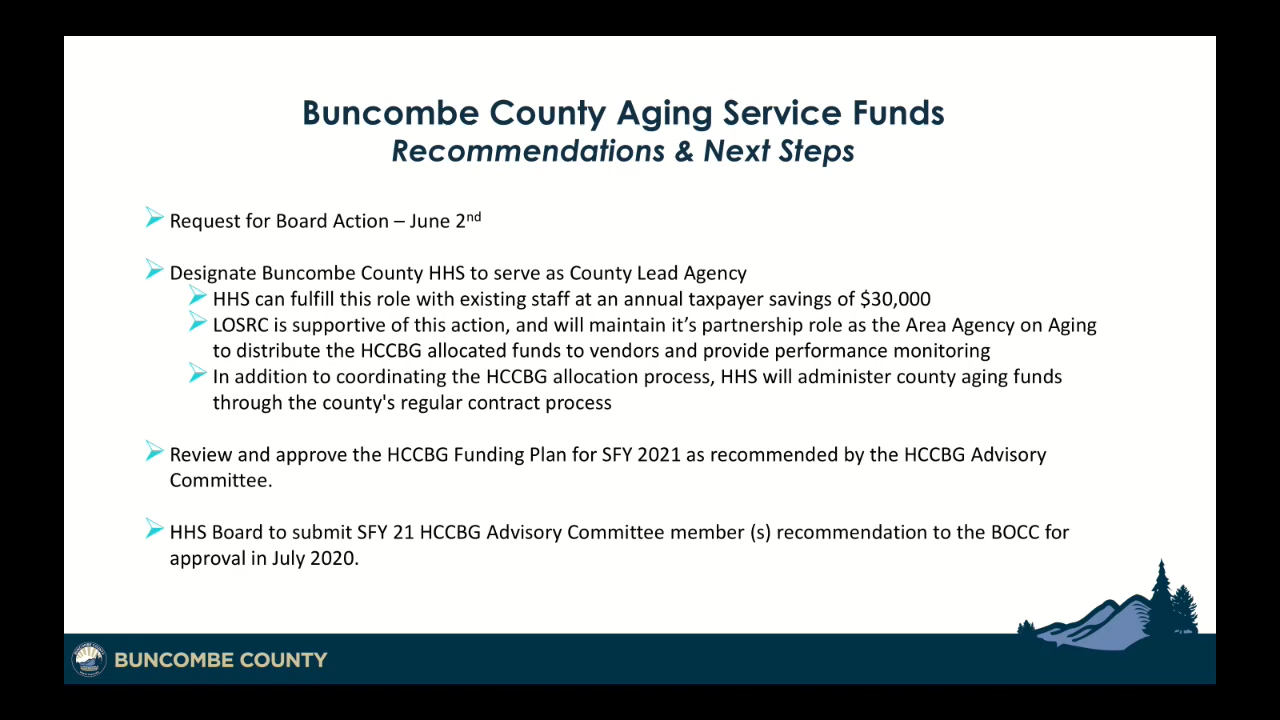 Buncombe County Aging Service Funds
Recommendations & Next Steps
Request for Board Action – June 2nd
Designate Buncombe County HHS to serve as County Lead Agency
HHS can fulfill this role with existing staff at an annual taxpayer savings of $30,000
LOSRC is supportive of this action, and will maintain it's partnership role as the Area Agency on Aging
to distribute the HCCBG allocated funds to vendors and provide performance monitoring
In addition to coordinating the HCCBG allocation process, HHS will administer county aging funds
through the county's regular contract process
Review and approve the HCCBG Funding Plan for SFY 2021 as recommended by the HCCBG Advisory
Committee.
HHS Board to submit SFY 21 HCCBG Advisory Committee member (s) recommendation to the BOCC for
approval in July 2020.
BUNCOMBE COUNTY